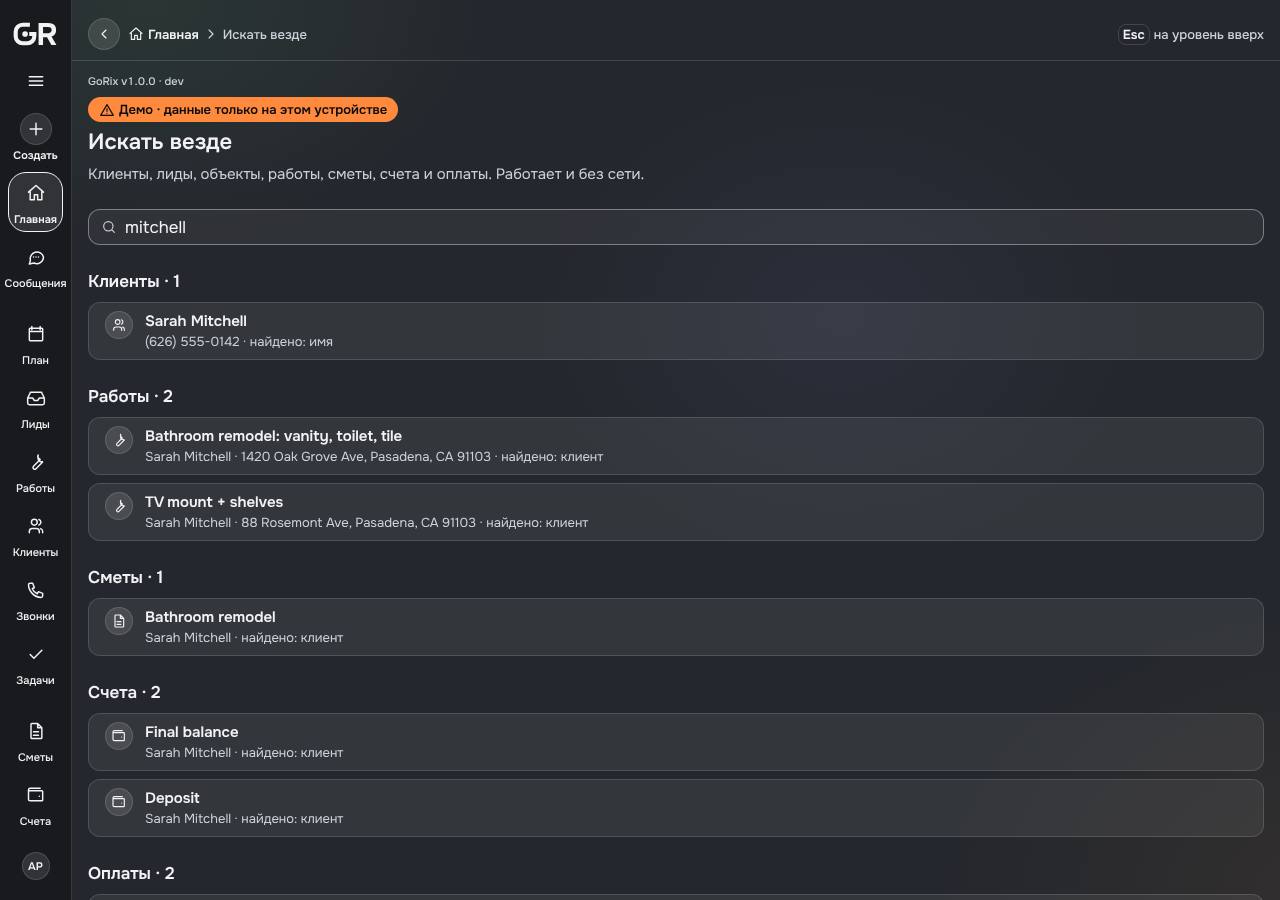 GR
Главная
Искать везде
Esc на уровень вверх
GoRix v1.0.0 · dev
Демо · данные только на этом устройстве
Искать везде
Клиенты, лиды, объекты, работы, сметы, счета и оплаты. Работает и без сети.
mitchell
Клиенты · 1
Sarah Mitchell
(626) 555-0142 · найдено: имя
Работы · 2
Bathroom remodel: vanity, toilet, tile
Sarah Mitchell · 1420 Oak Grove Ave, Pasadena, CA 91103 · найдено: клиент
TV mount + shelves
Sarah Mitchell · 88 Rosemont Ave, Pasadena, CA 91103 · найдено: клиент
Сметы · 1
Bathroom remodel
Sarah Mitchell · найдено: клиент
Счета · 2
Final balance
Sarah Mitchell · найдено: клиент
Deposit
Sarah Mitchell · найдено: клиент
Оплаты · 2
Создать
Главная
Сообщения
План
Лиды
Работы
Клиенты
Звонки
Задачи
Сметы
Счета
AP